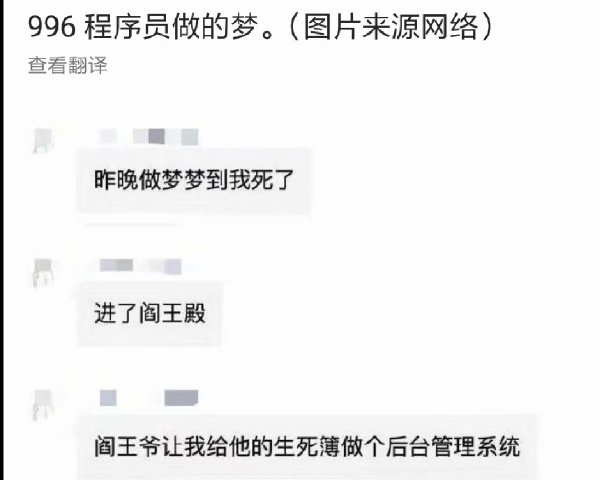 996 程序员做的梦。（图片来源网络）
查看翻译
昨晚做梦梦到我死了
进了阎王殿
阎王爷让我给他的生死薄做个后台管理系统